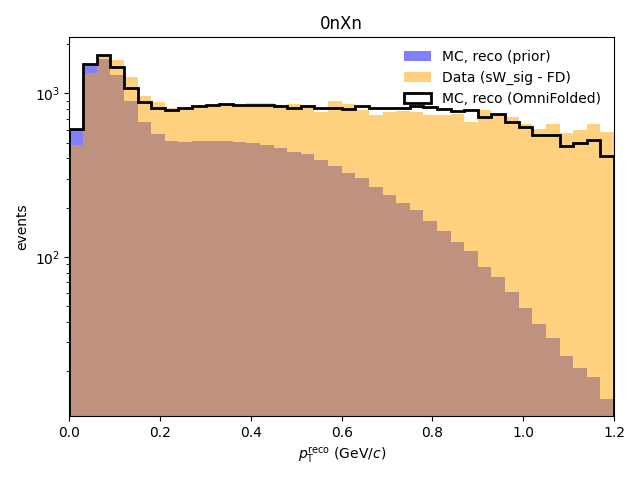 0nXn
MC, reco (prior)
Data (sW_sig - FD)
MC, reco (OmniFolded)
10³
10²
events
0.0 0.2 0.4 0.6 0.8 1.0 1.2
p_T^reco (GeV/c)